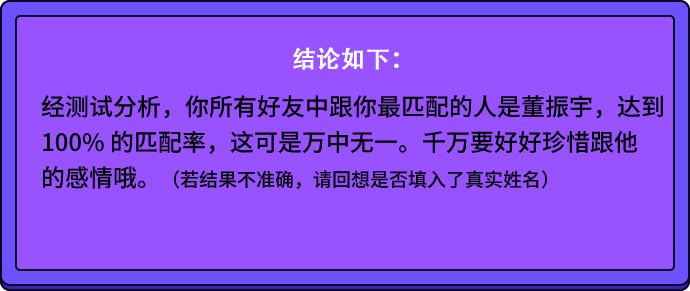 结论如下：
经测试分析，你所有好友中跟你最匹配的人是董振宇，达到
100% 的匹配率，这可是万中无一。千万要好好珍惜跟他
的感情哦。（若结果不准确，请回想是否填入了真实姓名）